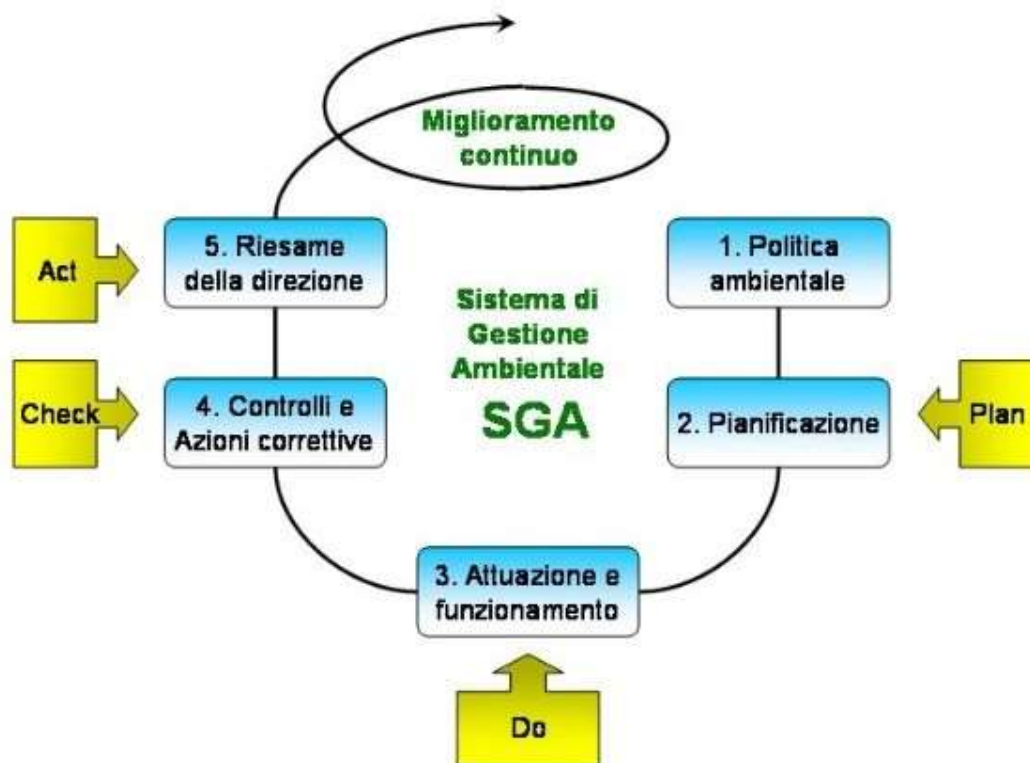 Miglioramento
continuo
Act
5. Riesame
della direzione
1. Politica
ambientale
Sistema di
Gestione
Ambientale
SGA
Check
4. Controlli e
Azioni correttive
2. Pianificazione
Plan
3. Attuazione e
funzionamento
Do